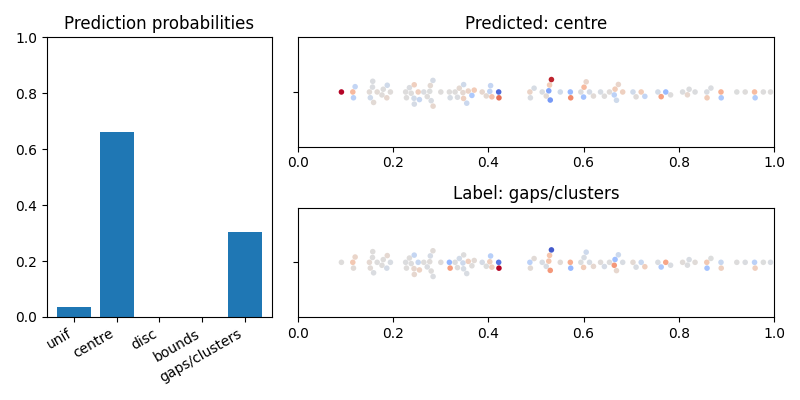 Prediction probabilities
1.0
0.8
0.6
0.4
0.2
0.0
unif
centre
disc
bounds
gaps/clusters
Predicted: centre
0.0 0.2 0.4 0.6 0.8 1.0
Label: gaps/clusters
0.0 0.2 0.4 0.6 0.8 1.0